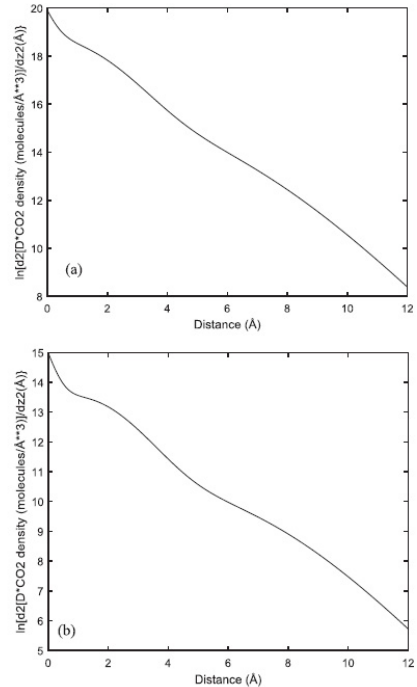 20
18
16
14
12
10
8
0 2 4 6 8 10 12
Distance (Å)
ln[d2[D*CO2 density (molecules/Å**3)]/dz2(Å)}
(a)
15
14
13
12
11
10
9
8
7
6
5
0 2 4 6 8 10 12
Distance (Å)
ln[d2[D*CO2 density (molecules/Å**3)]/dz2(Å)}
(b)